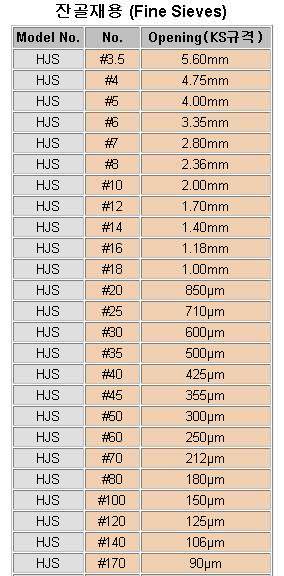 잔골재용 (Fine Sieves)
Model No. No. Opening(KS규격)
HJS #3.5 5.60mm
HJS #4 4.75mm
HJS #5 4.00mm
HJS #6 3.35mm
HJS #7 2.80mm
HJS #8 2.36mm
HJS #10 2.00mm
HJS #12 1.70mm
HJS #14 1.40mm
HJS #16 1.18mm
HJS #18 1.00mm
HJS #20 850μm
HJS #25 710μm
HJS #30 600μm
HJS #35 500μm
HJS #40 425μm
HJS #45 355μm
HJS #50 300μm
HJS #60 250μm
HJS #70 212μm
HJS #80 180μm
HJS #100 150μm
HJS #120 125μm
HJS #140 106μm
HJS #170 90μm